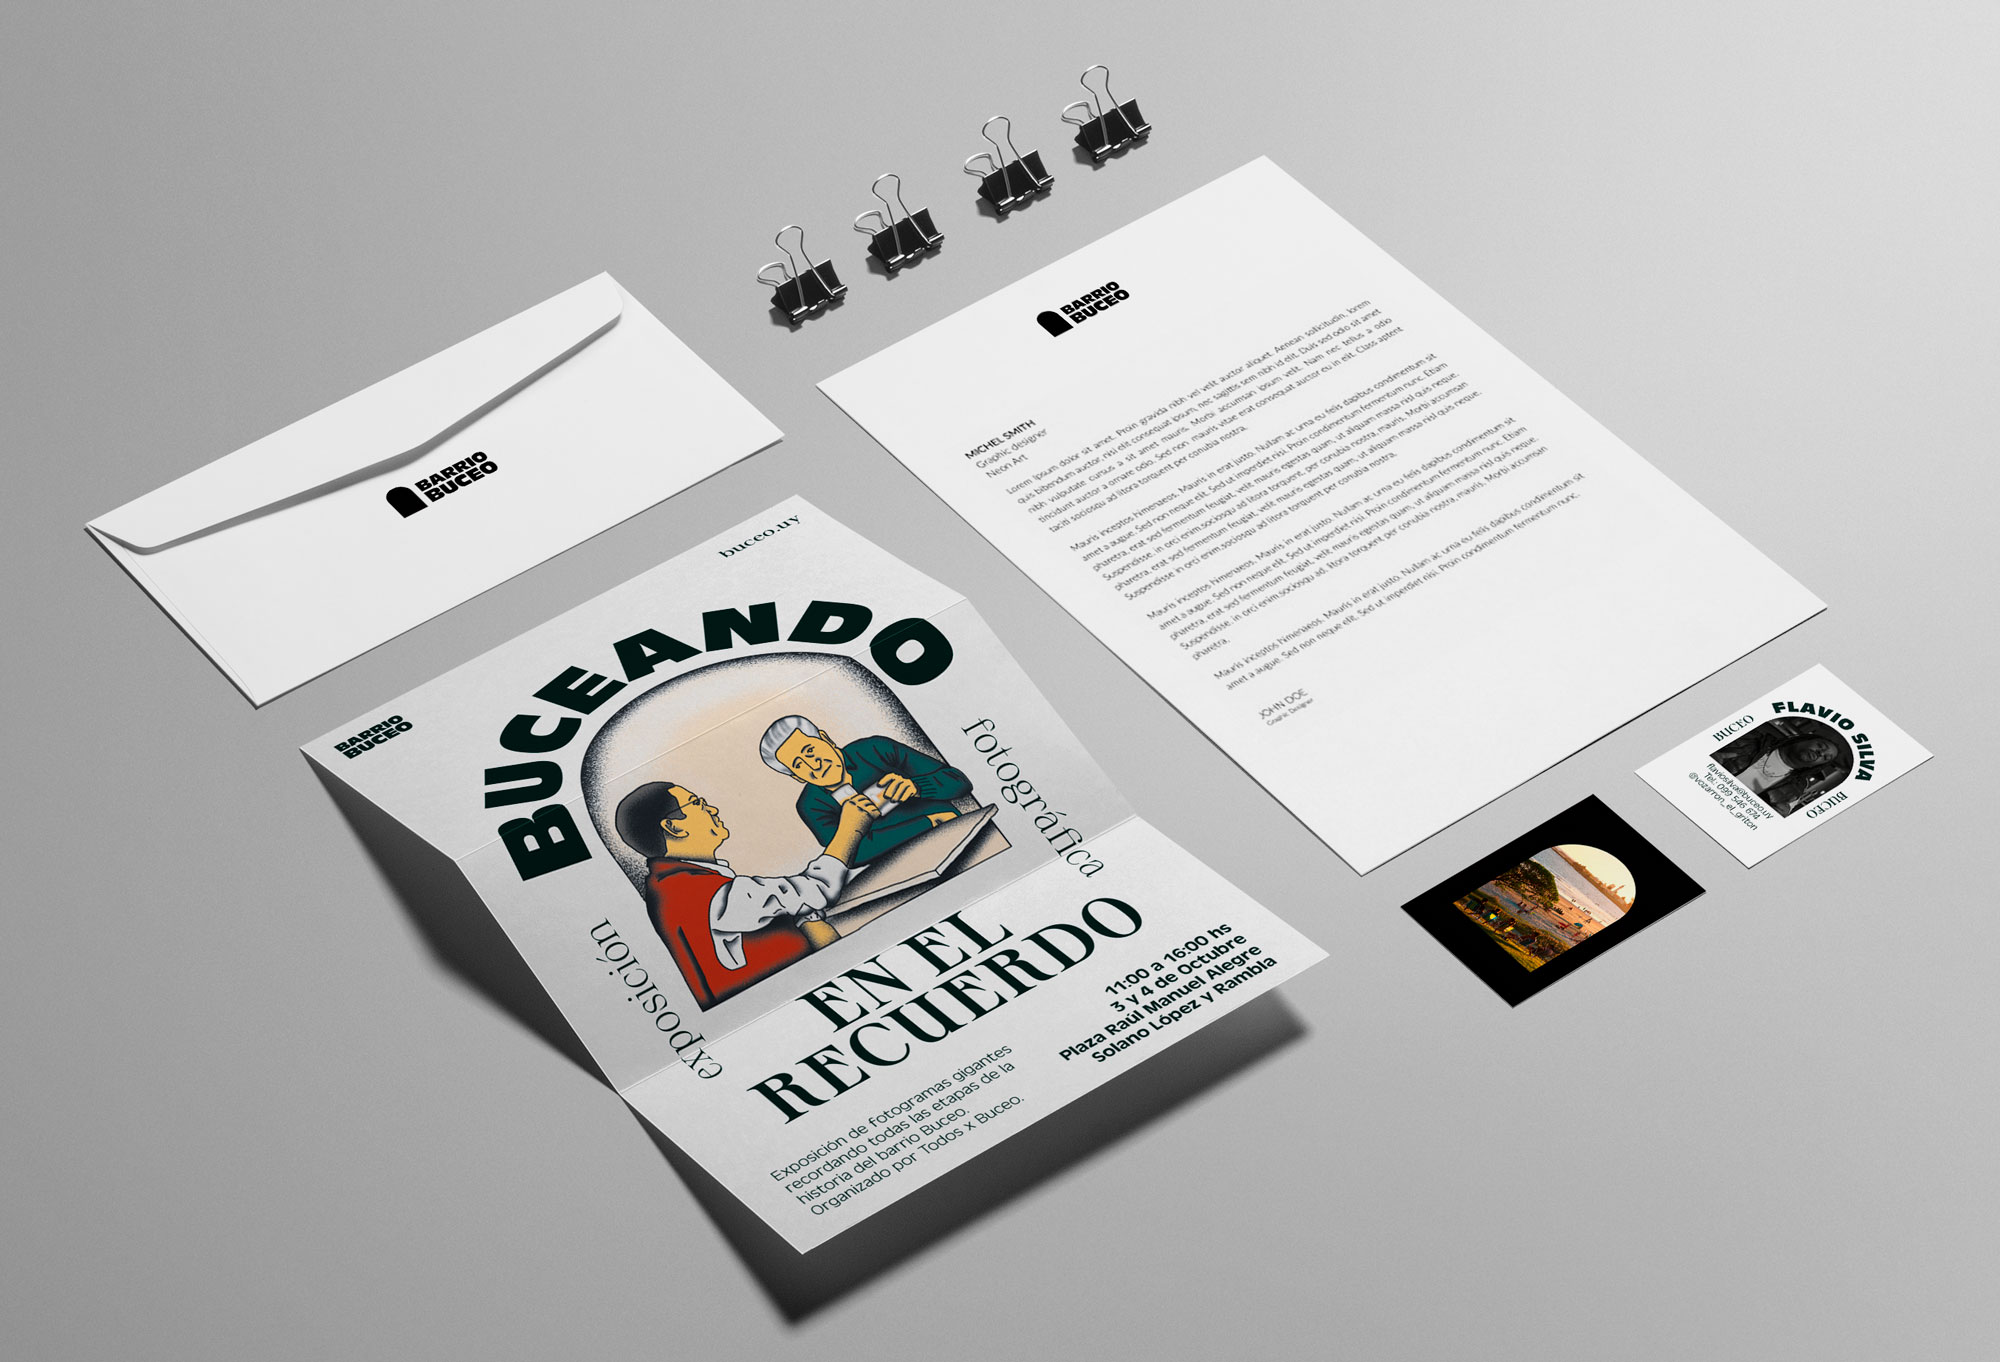 BARRIO
BUCEO
BARRIO
BUCEO
buceo.uy
BUCEANDO
exposición
fotográfica
EN EL
RECUERDO
11:00 a 16:00 hs
3 y 4 de Octubre
Plaza Raúl Manuel Alegre
Solano López y Rambla
Exposición de fotogramas gigantes
recordando todas las etapas de la
historia del barrio Buceo.
Organizado por Todos x Buceo.
BARRIO
BUCEO
MICHEL SMITH
Graphic designer
Neon Art
Lorem Ipsum dolor sit amet. Proin gravida nibh vel velit auctor aliquet. Aenean sollicitudin, lorem
quis bibendum auctor, nisi elit consequat ipsum, nec sagittis sem nibh id elit. Duis sed odio sit amet
nibh vulputate cursus a sit amet mauris. Morbi accumsan ipsum velit. Nam nec tellus a odio
tincidunt auctor a ornare odio. Sed non mauris vitae erat consequat auctor eu in elit. Class aptent
taciti sociosqu ad litora torquent per conubia nostra.
Mauris inceptos himenaeos. Mauris in erat justo. Nullam ac urna eu felis dapibus condimentum sit
amet a augue. Sed non neque elit. Sed ut imperdiet nisi. Proin condimentum fermentum nunc. Etiam
pharetra, erat sed fermentum feugiat, velit mauris egestas quam, ut aliquam massa nisl quis neque.
Suspendisse in orci enim.sociosqu ad litora torquent, per conubia nostra, mauris. Morbi accumsan
pharetra, erat sed fermentum feugiat, velit mauris egestas quam, ut aliquam massa nisl quis neque.
Suspendisse in orci enim.sociosqu ad litora torquent per conubia nostra.
Mauris inceptos himenaeos. Mauris in erat justo. Nullam ac urna eu felis dapibus condimentum sit
amet a augue. Sed non neque elit. Sed ut imperdiet nisi. Proin condimentum fermentum nunc. Etiam
pharetra, erat sed fermentum feugiat, velit mauris egestas quam, ut aliquam massa nisl quis neque.
Suspendisse in orci enim.sociosqu ad. litora torquent per conubia nostra, mauris. Morbi accumsan
pharetra,
Mauris inceptos himenaeos. Mauris in erat justo. Nullam ac urna eu felis dapibus condimentum sit
amet a augue. Sed non neque elit. Sed ut imperdiet nisi. Proin condimentum fermentum nunc.
JOHN DOE
Graphic Designer
BUCEO
FLAVIO SILVA
BUCEO
flaviosilva@buceo.uy
Tel.: 099 546 674
@vozarron_el_griton